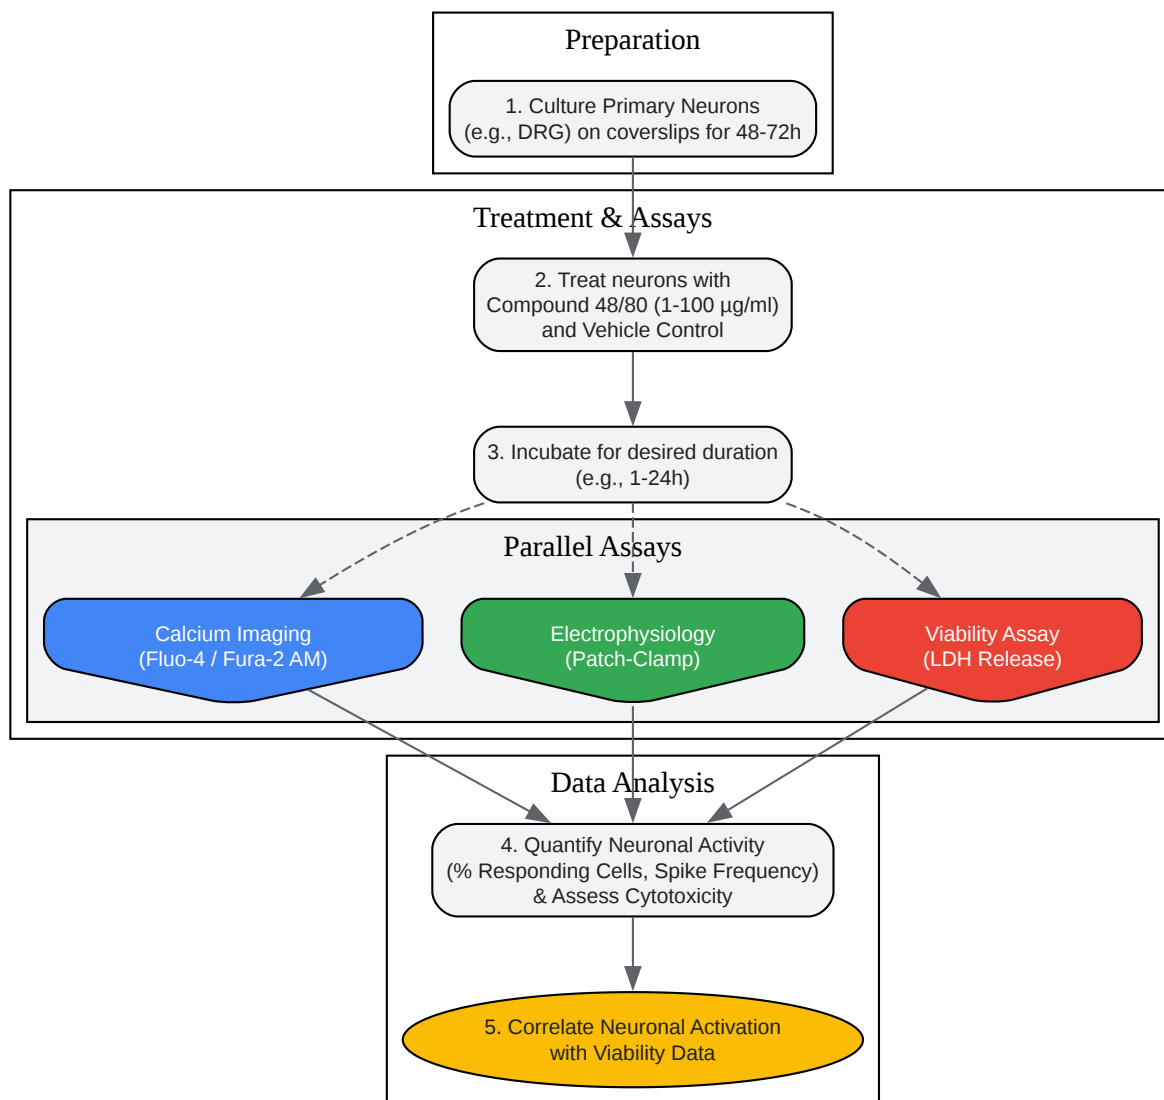 Preparation
1. Culture Primary Neurons
(e.g., DRG) on coverslips for 48-72h
Treatment & Assays
2. Treat neurons with
Compound 48/80 (1-100 µg/ml)
and Vehicle Control
3. Incubate for desired duration
(e.g., 1-24h)
Parallel Assays
Calcium Imaging
(Fluo-4 / Fura-2 AM)
Electrophysiology
(Patch-Clamp)
Viability Assay
(LDH Release)
Data Analysis
4. Quantify Neuronal Activity
(% Responding Cells, Spike Frequency)
& Assess Cytotoxicity
5. Correlate Neuronal Activation
with Viability Data